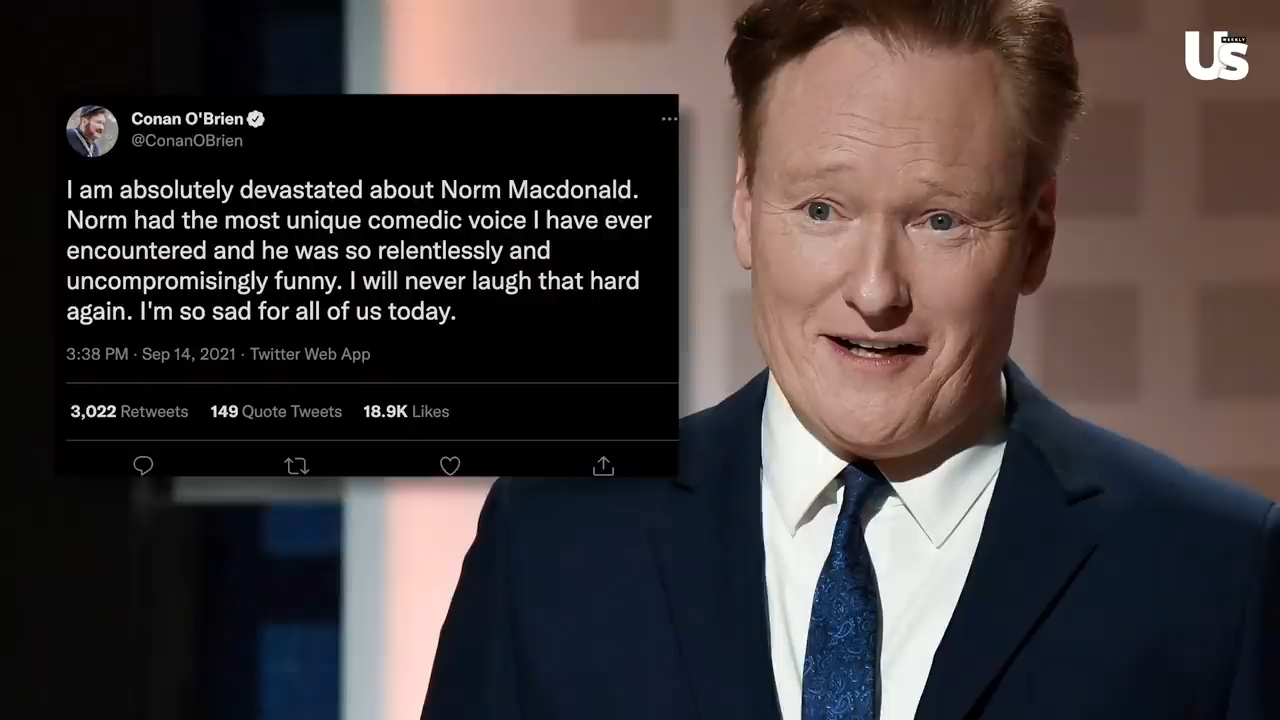 Us
WEEKLY
Conan O'Brien
@ConanOBrien
I am absolutely devastated about Norm Macdonald.
Norm had the most unique comedic voice I have ever
encountered and he was so relentlessly and
uncompromisingly funny. I will never laugh that hard
again. I'm so sad for all of us today.
3:38 PM · Sep 14, 2021 · Twitter Web App
3,022 Retweets 149 Quote Tweets 18.9K Likes